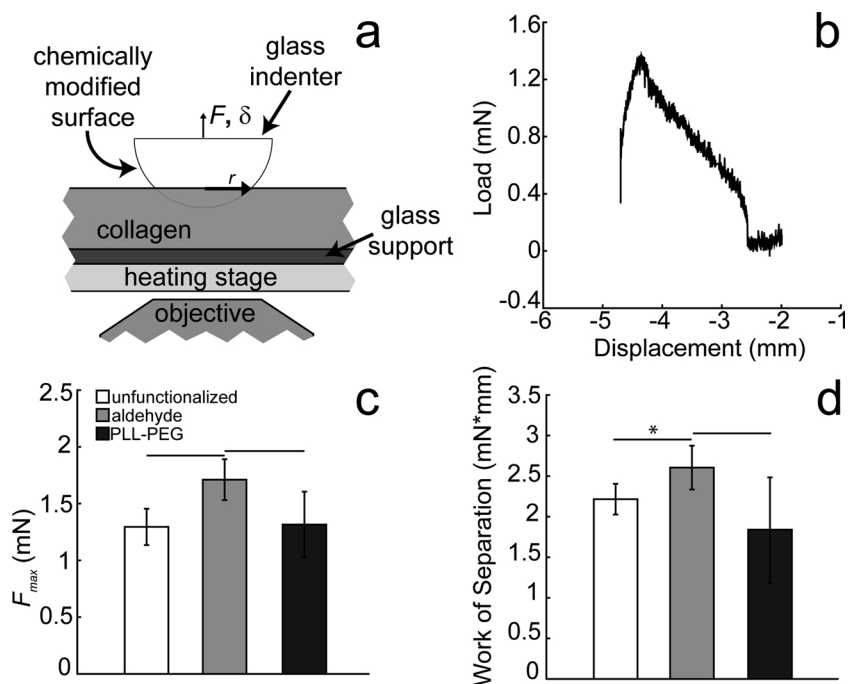 a
chemically
modified
surface
glass
indenter
F, δ
r
collagen
glass
support
heating stage
objective
b
Load (mN)
1.6
1.2
0.8
0.4
0
-0.4
-6
-5
-4
-3
-2
-1
Displacement (mm)
c
unfunctionalized
aldehyde
PLL-PEG
F max (mN)
2.5
2
1.5
1
0.5
0
d
Work of Separation (mN*mm)
3.5
3
2.5
2
1.5
1
0.5
0
*